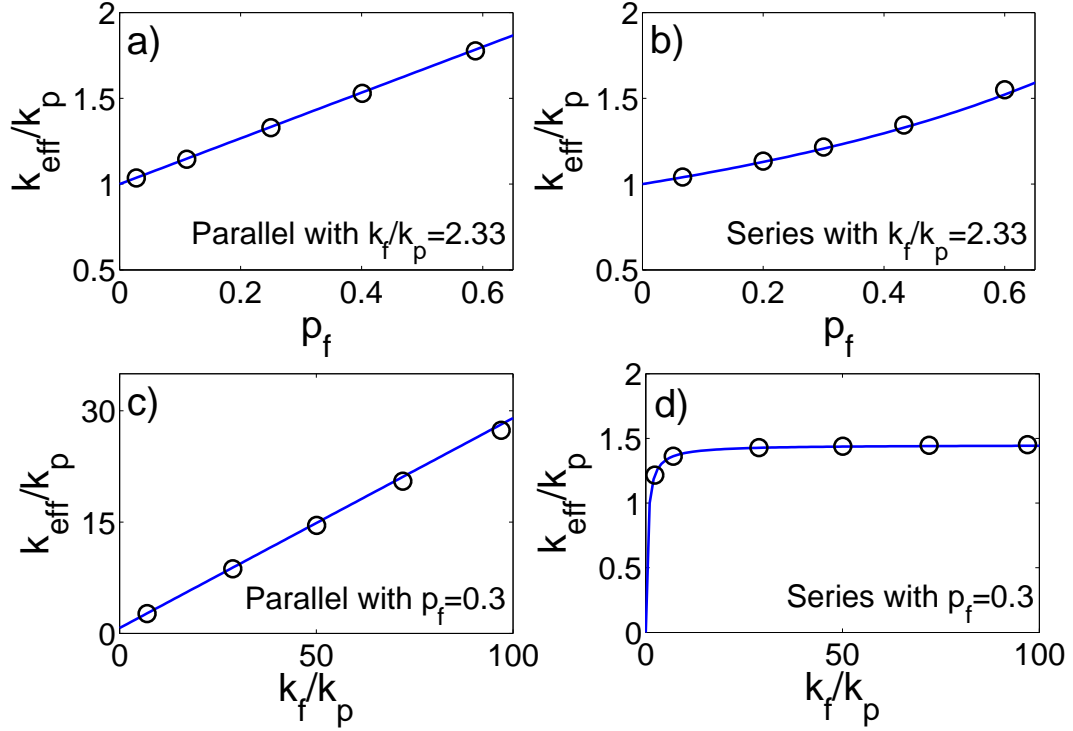 a)
2
1.5
1
0.5
k_eff/k_p
Parallel with k_f/k_p=2.33
0 0.2 0.4 0.6
p_f
b)
2
1.5
1
0.5
k_eff/k_p
Series with k_f/k_p=2.33
0 0.2 0.4 0.6
p_f
c)
30
15
0
k_eff/k_p
Parallel with p_f=0.3
0 50 100
k_f/k_p
d)
2
1.5
1
0.5
0
k_eff/k_p
Series with p_f=0.3
0 50 100
k_f/k_p